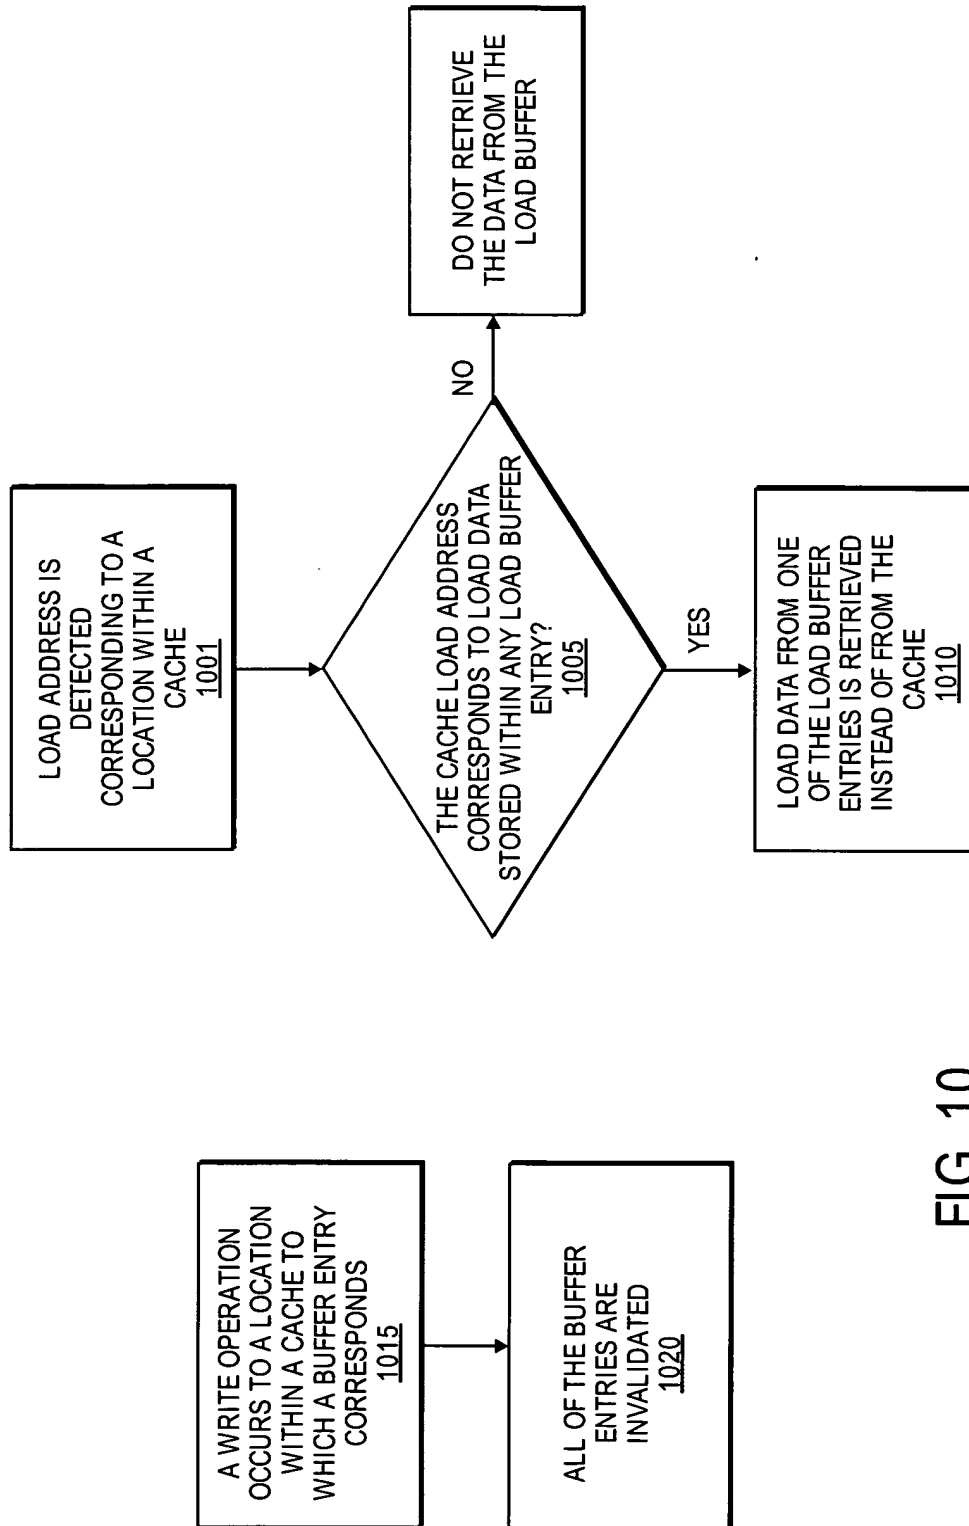 LOAD ADDRESS IS
DETECTED
CORRESPONDING TO A
LOCATION WITHIN A
CACHE
1001
THE CACHE LOAD ADDRESS
CORRESPONDS TO LOAD DATA
STORED WITHIN ANY LOAD BUFFER
ENTRY?
1005
NO
DO NOT RETRIEVE
THE DATA FROM THE
LOAD BUFFER
YES
LOAD DATA FROM ONE
OF THE LOAD BUFFER
ENTRIES IS RETRIEVED
INSTEAD OF FROM THE
CACHE
1010
A WRITE OPERATION
OCCURS TO A LOCATION
WITHIN A CACHE TO
WHICH A BUFFER ENTRY
CORRESPONDS
1015
ALL OF THE BUFFER
ENTRIES ARE
INVALIDATED
1020
FIG. 10